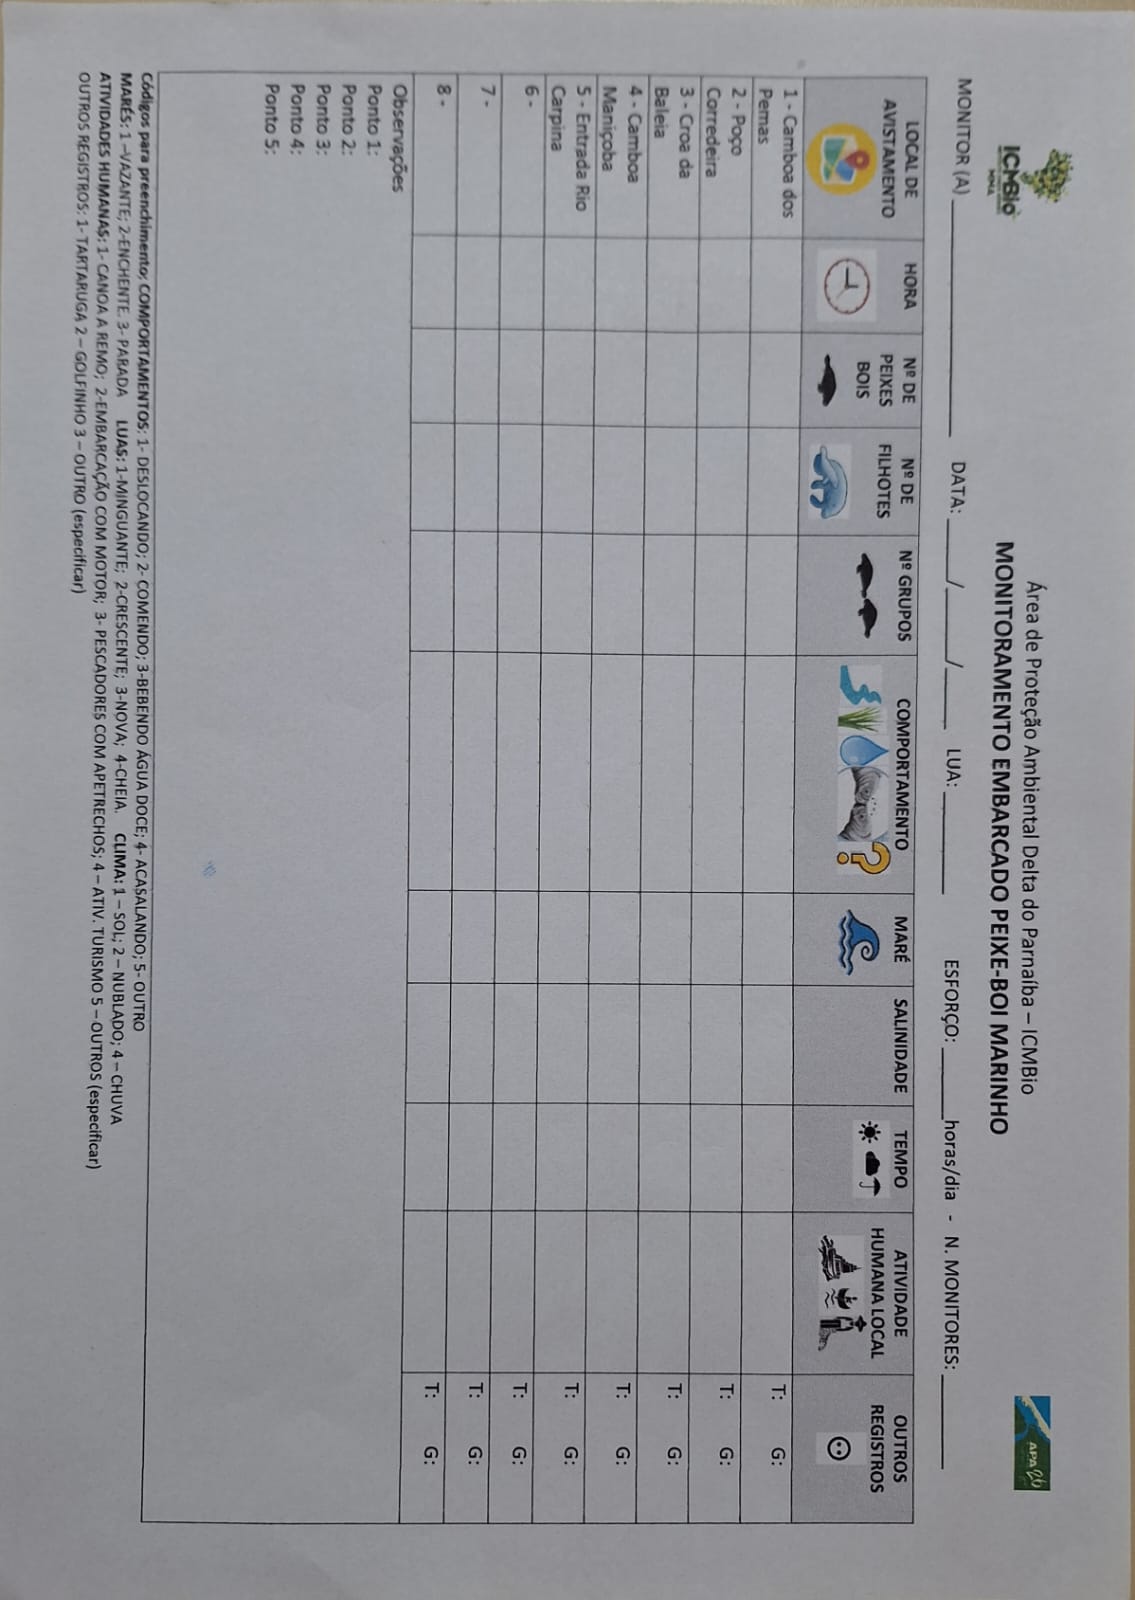 ICMBio
MMA
Área de Proteção Ambiental Delta do Parnaíba – ICMBio
MONITORAMENTO EMBARCADO PEIXE-BOI MARINHO
APA
MONITOR (A) ____________ DATA: ______/_______/______ LUA: _________ ESFORÇO: _______horas/dia - N. MONITORES: _________
LOCAL DE AVISTAMENTO
HORA
Nº DE PEIXES BOIS
Nº DE FILHOTES
Nº GRUPOS
COMPORTAMENTO
MARÉ
SALINIDADE
TEMPO
ATIVIDADE HUMANA LOCAL
OUTROS REGISTROS
1 - Camboa dos Pemas T: G:
2 - Poço Corredeira T: G:
3 - Croa da Baleia T: G:
4 - Camboa Maniçoba T: G:
5 - Entrada Rio Carpina T: G:
6 - T: G:
7 - T: G:
8 - T: G:
Observações
Ponto 1:
Ponto 2:
Ponto 3:
Ponto 4:
Ponto 5:
Códigos para preenchimento: COMPORTAMENTOS: 1- DESLOCANDO; 2- COMENDO; 3-BEBENDO ÁGUA DOCE; 4- ACASALANDO; 5- OUTRO
MARÉS: 1 –VAZANTE; 2-ENCHENTE. 3- PARADA LUAS: 1-MINGUANTE; 2-CRESCENTE; 3-NOVA; 4-CHEIA. CLIMA: 1 – SOL; 2 – NUBLADO; 4 – CHUVA
ATIVIDADES HUMANAS: 1- CANOA A REMO; 2-EMBARCAÇÃO COM MOTOR; 3- PESCADORES COM APETRECHOS; 4 – ATIV. TURISMO 5 – OUTROS (especificar)
OUTROS REGISTROS: 1- TARTARUGA 2 – GOLFINHO 3 – OUTRO (especificar)